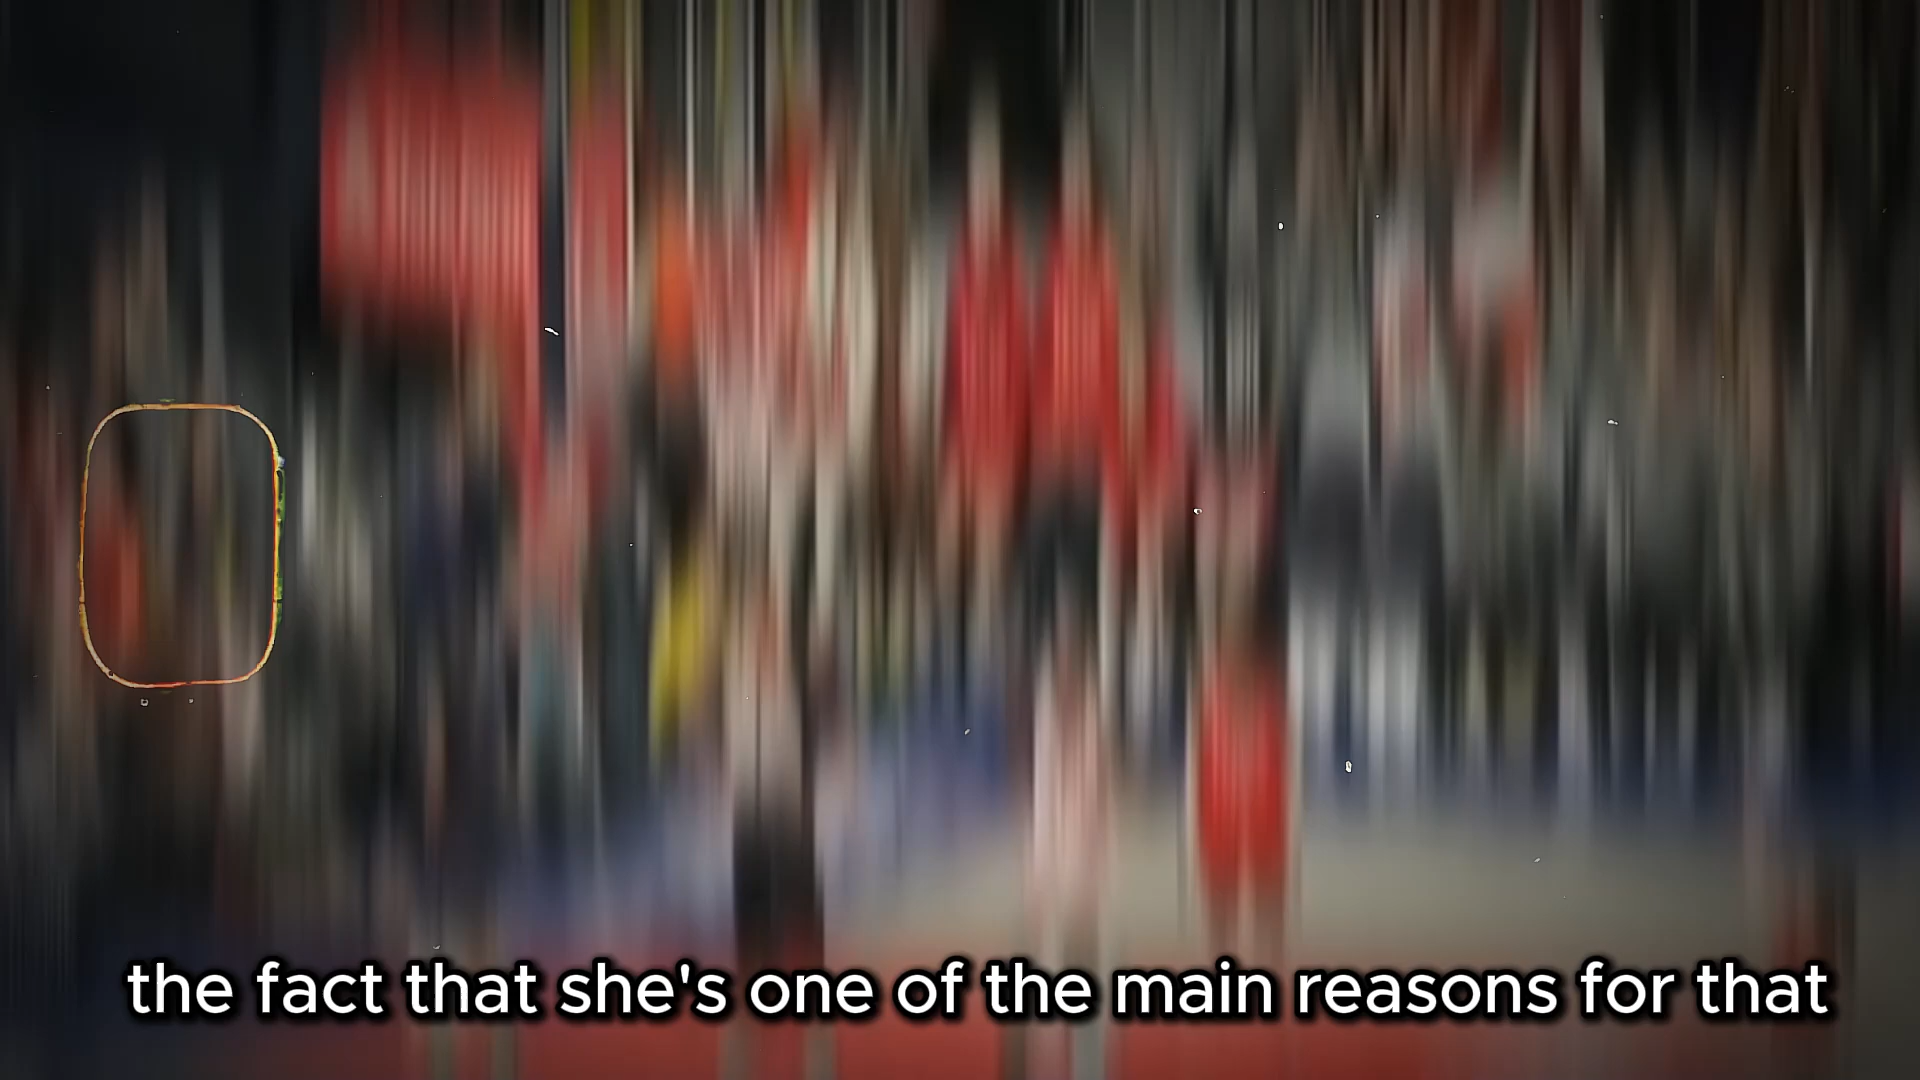 the fact that she's one of the main reasons for that